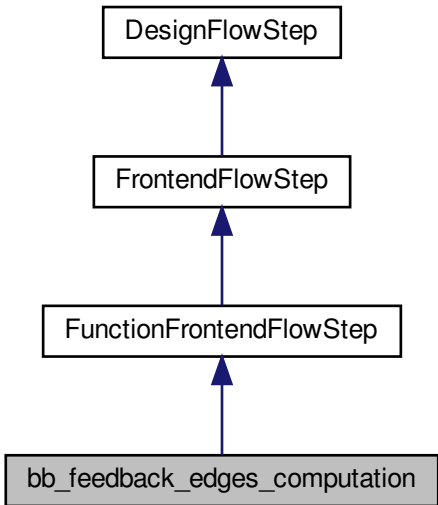 DesignFlowStep
FrontendFlowStep
FunctionFrontendFlowStep
bb_feedback_edges_computation